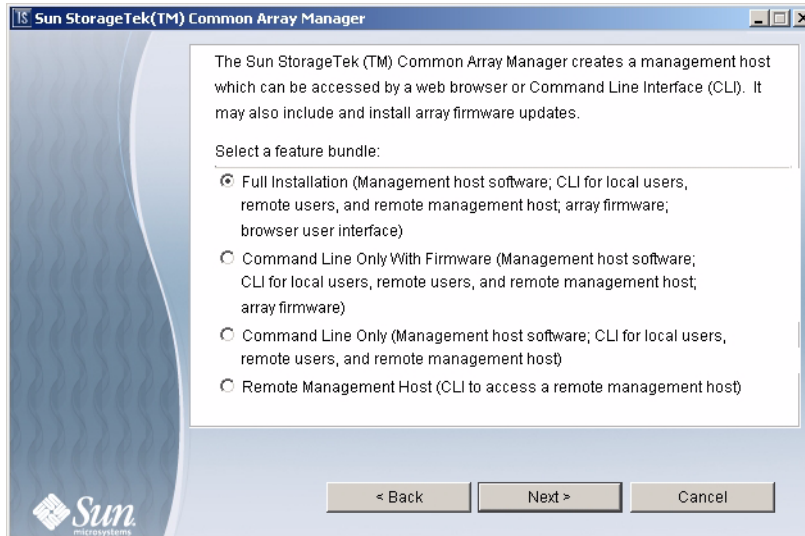 Sun StorageTek(TM) Common Array Manager
The Sun StorageTek (TM) Common Array Manager creates a management host
which can be accessed by a web browser or Command Line Interface (CLI). It
may also include and install array firmware updates.
Select a feature bundle:
Full Installation (Management host software; CLI for local users,
remote users, and remote management host; array firmware;
browser user interface)
Command Line Only With Firmware (Management host software;
CLI for local users, remote users, and remote management host;
array firmware)
Command Line Only (Management host software; CLI for local users,
remote users, and remote management host)
Remote Management Host (CLI to access a remote management host)
< Back
Next >
Cancel
Sun
microsystems